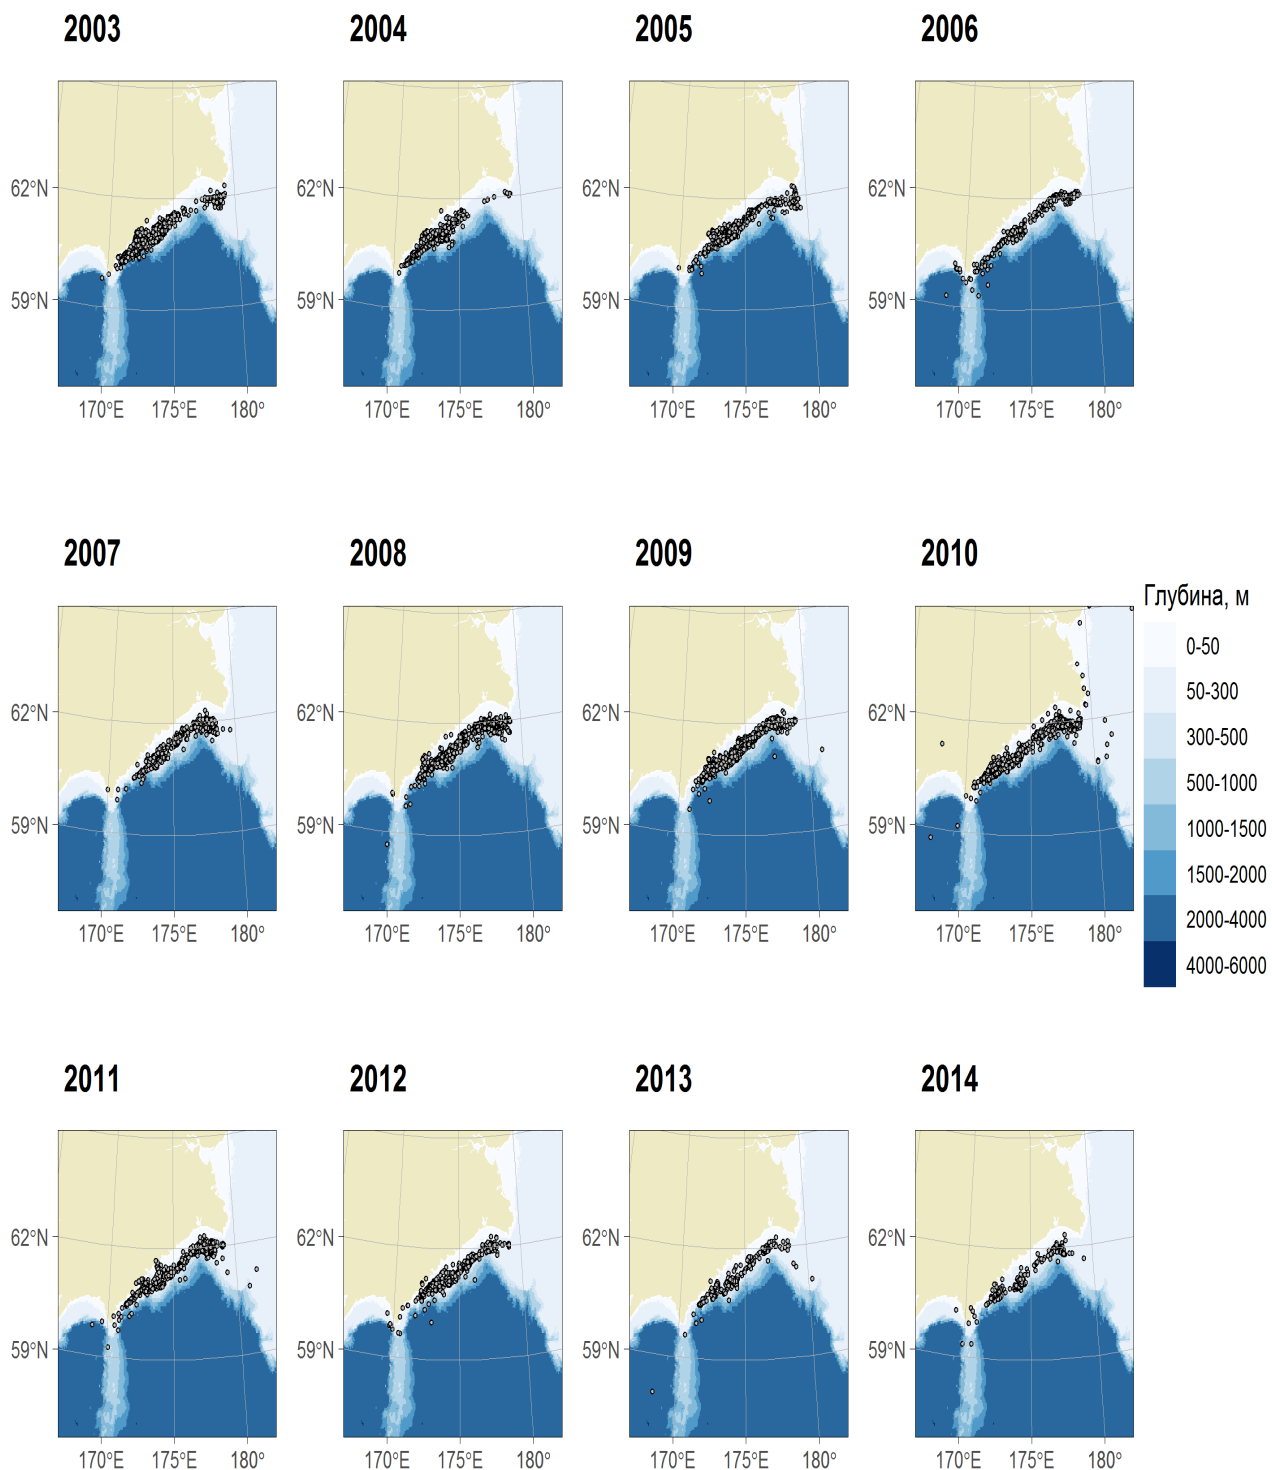 2003 2004 2005 2006
62°N 62°N 62°N 62°N
59°N 59°N 59°N 59°N
170°E 175°E 180° 170°E 175°E 180° 170°E 175°E 180° 170°E 175°E 180°
2007 2008 2009 2010
Глубина, м
0-50
50-300
300-500
500-1000
1000-1500
1500-2000
2000-4000
4000-6000
62°N 62°N 62°N 62°N
59°N 59°N 59°N 59°N
170°E 175°E 180° 170°E 175°E 180° 170°E 175°E 180° 170°E 175°E 180°
2011 2012 2013 2014
62°N 62°N 62°N 62°N
59°N 59°N 59°N 59°N
170°E 175°E 180° 170°E 175°E 180° 170°E 175°E 180° 170°E 175°E 180°